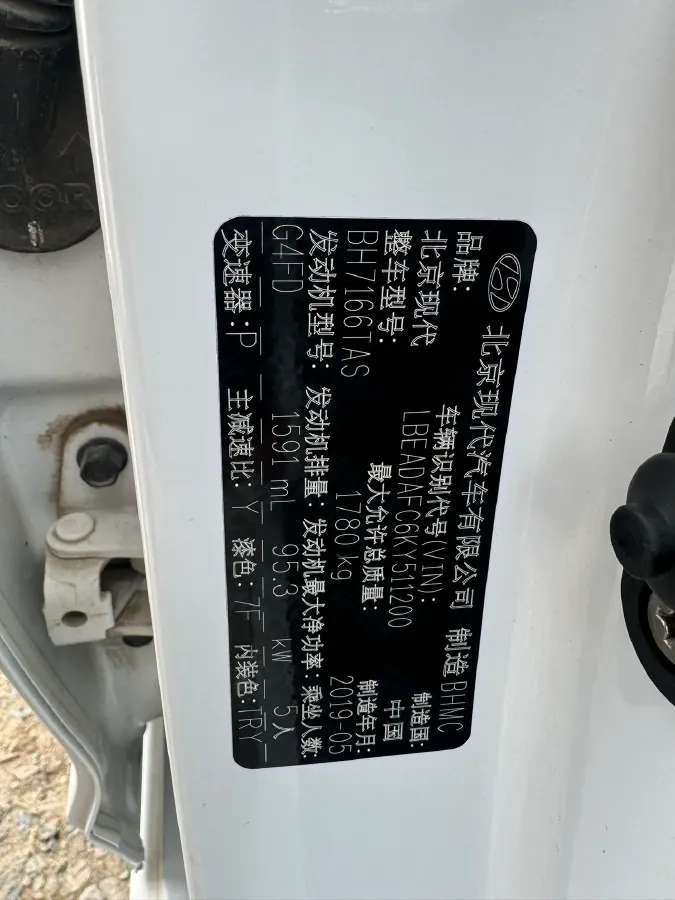 北京现代汽车有限公司 制造 BHMC
品牌: 车辆识别代号(VIN): 制造国:
北京现代 LBEADAFC6KY511200 中国
整车型号: 最大允许总质量: 制造年月:
BH7166TAS 1780 kg 2019-05
发动机型号: 发动机排量: 发动机最大净功率: 乘坐人数:
G4FD 1591 mL 95.3 kW 5人
变速器: P 主减速比: Y 漆色: 7F 内装色: TRY